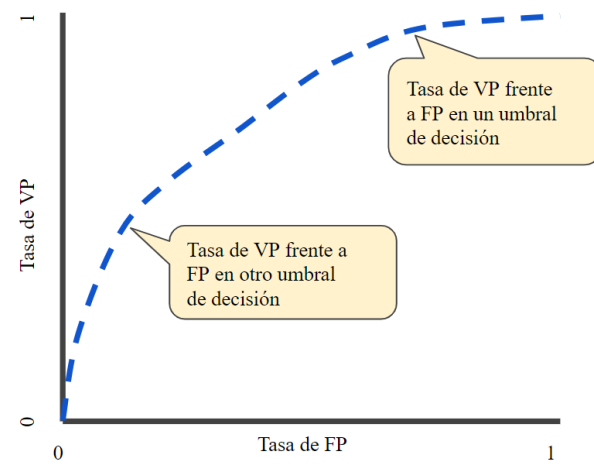 1
Tasa de VP frente
a FP en un umbral
de decisión
Tasa de VP
Tasa de VP frente a
FP en otro umbral
de decisión
0
0
Tasa de FP
1